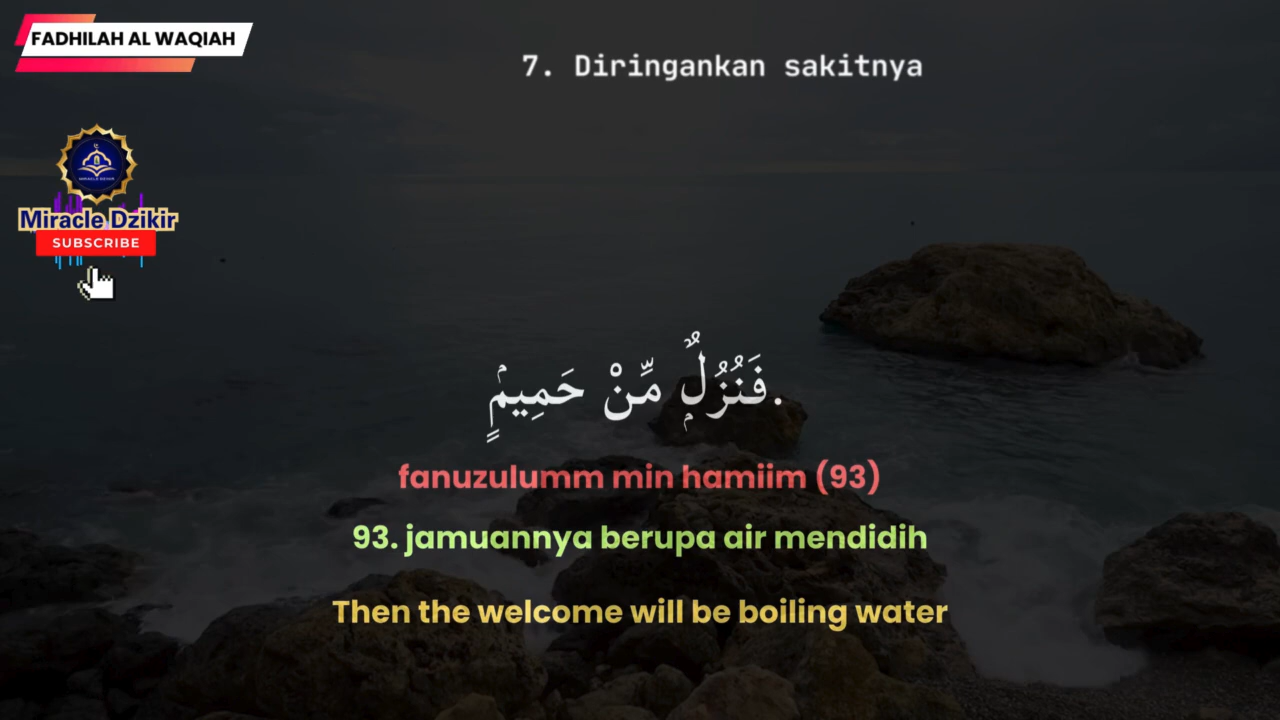 FADHILAH AL WAQIAH
7. Diringankan sakitnya
Miracle Dzikir
SUBSCRIBE
فَنُزُلٌۭ مِّنْ حَمِيمٍۢ.
fanuzulumm min hamiim (93)
93. jamuannya berupa air mendidih
Then the welcome will be boiling water